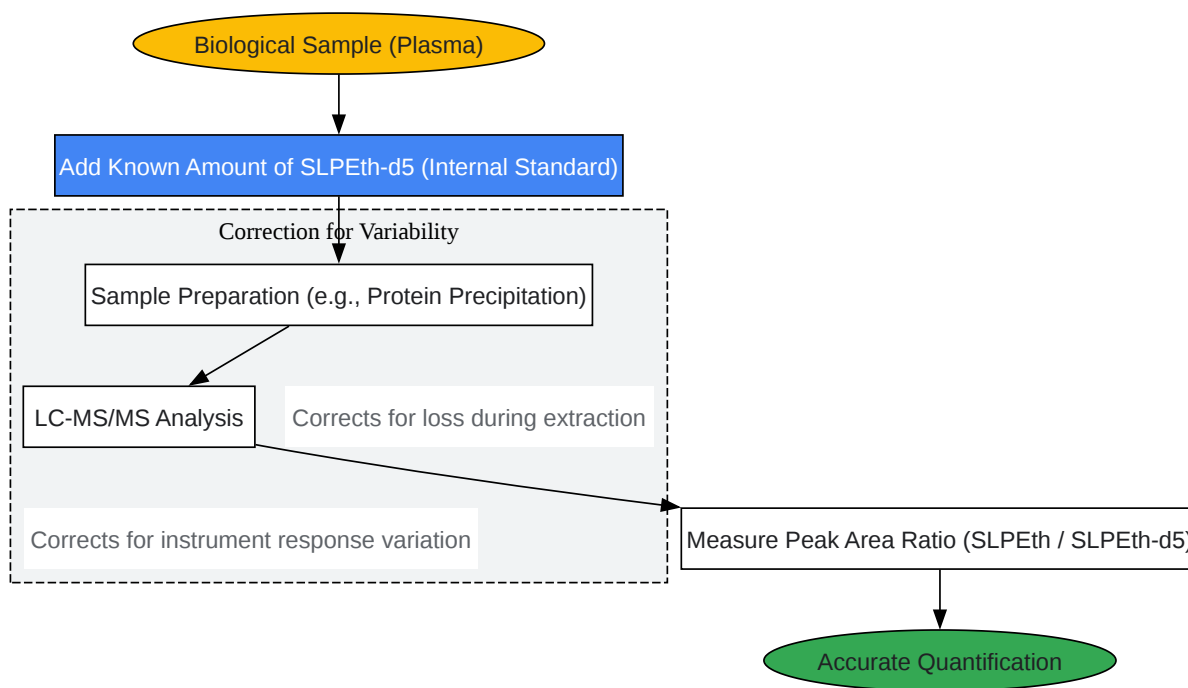 Biological Sample (Plasma)
Add Known Amount of SLPEth-d5 (Internal Standard)
Correction for Variability
Sample Preparation (e.g., Protein Precipitation)
LC-MS/MS Analysis
Corrects for loss during extraction
Corrects for instrument response variation
Measure Peak Area Ratio (SLPEth / SLPEth-d5)
Accurate Quantification